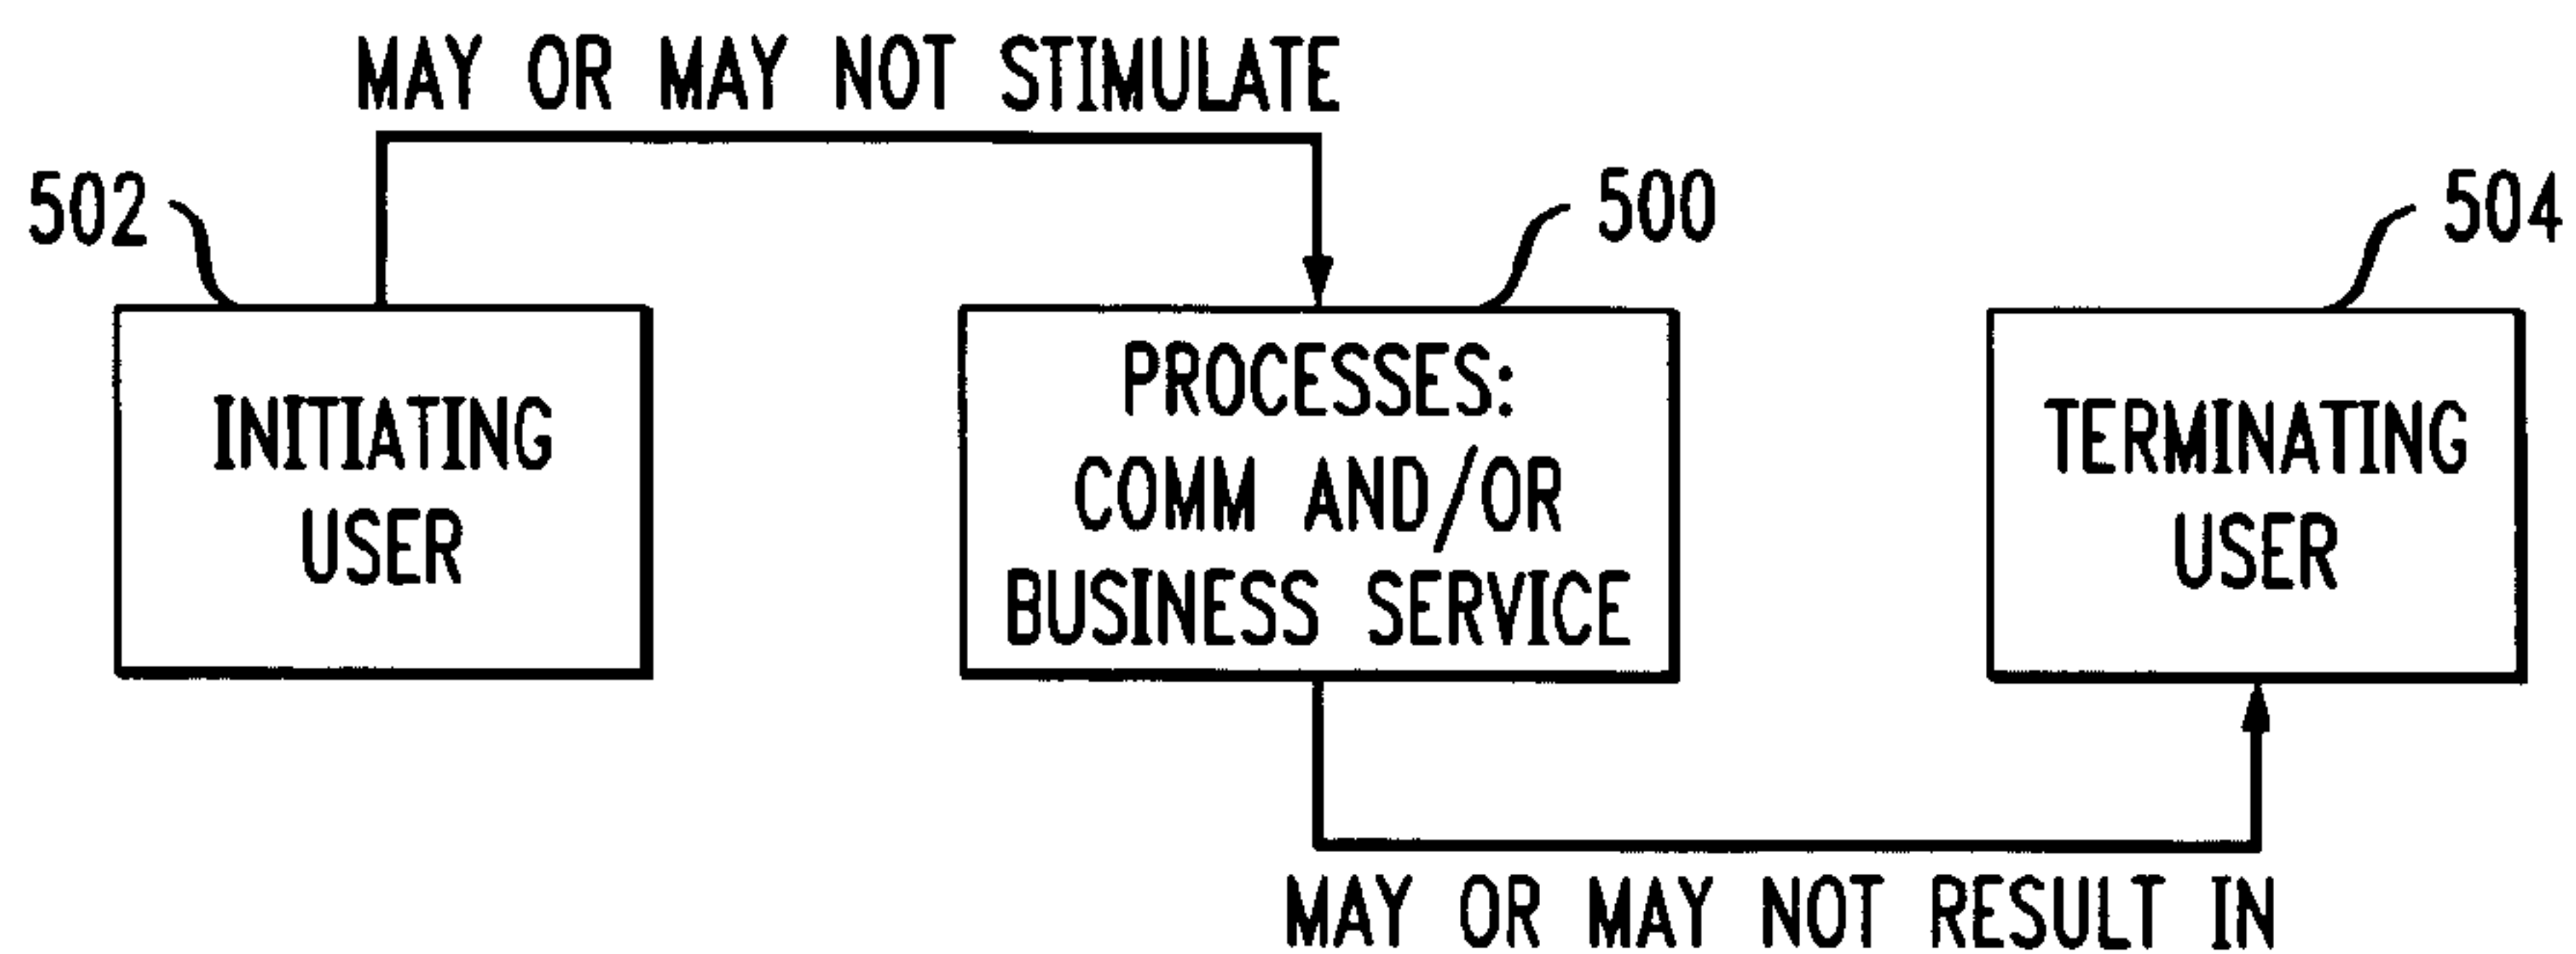 MAY OR MAY NOT STIMULATE
502
500
504
INITIATING
USER
PROCESSES:
COMM AND/OR
BUSINESS SERVICE
TERMINATING
USER
MAY OR MAY NOT RESULT IN